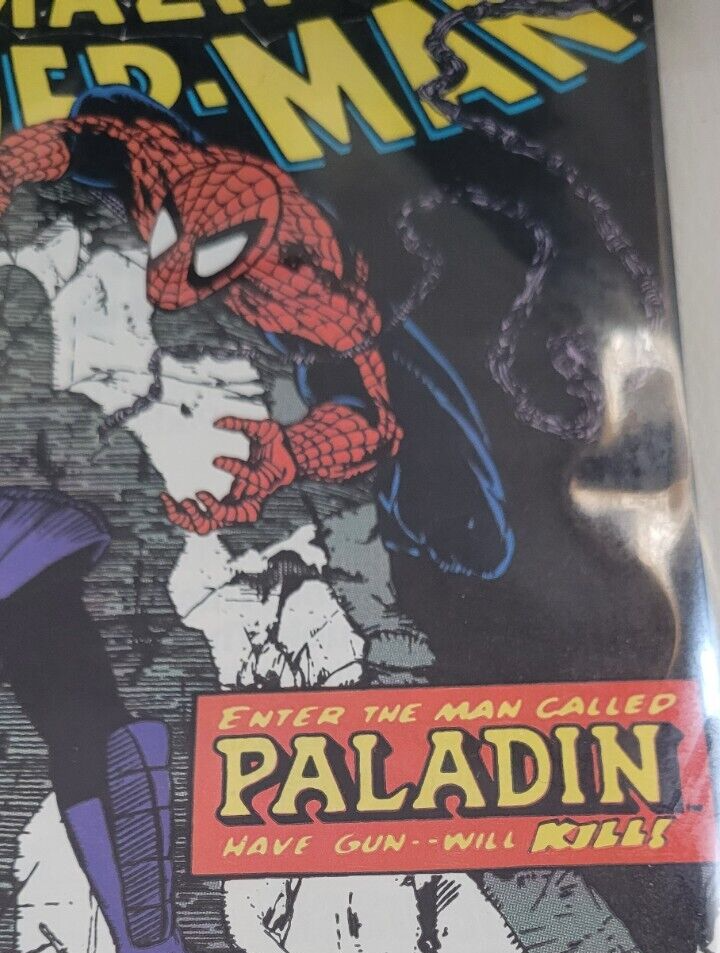 DER-MAN
ENTER THE MAN CALLED
PALADIN
HAVE GUN--WILL KILL!